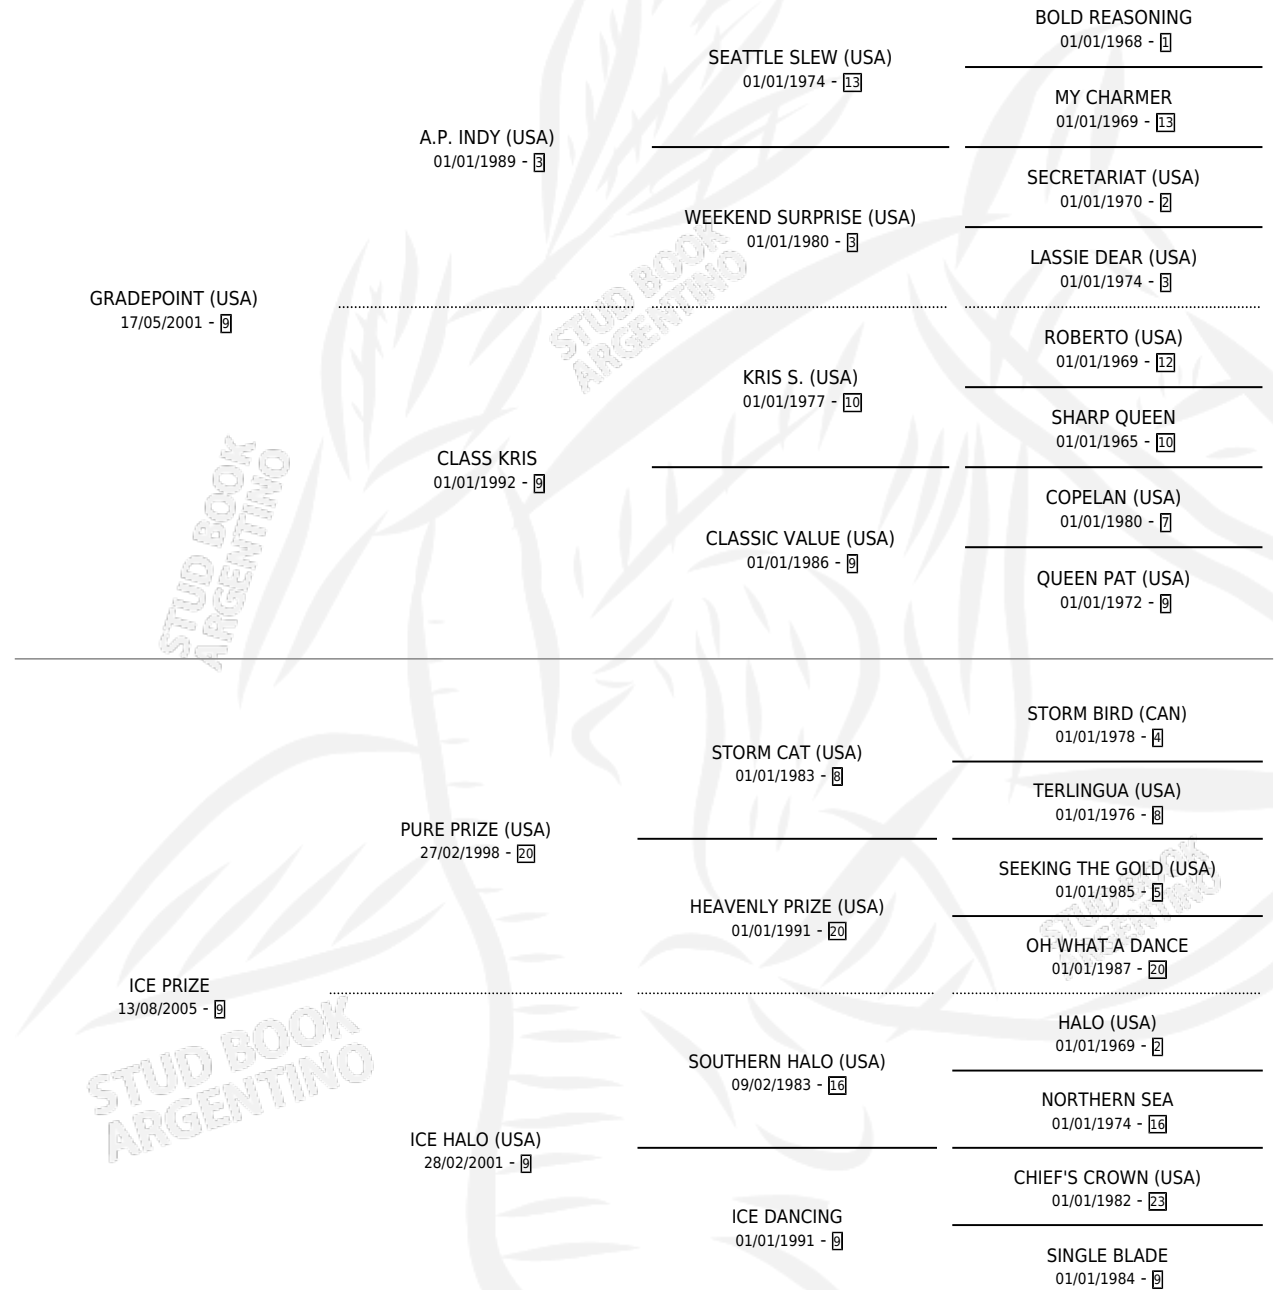 BOLD REASONING
01/01/1968 - 1
SEATTLE SLEW (USA)
01/01/1974 - 13
MY CHARMER
01/01/1969 - 13
A.P. INDY (USA)
01/01/1989 - 3
SECRETARIAT (USA)
01/01/1970 - 2
WEEKEND SURPRISE (USA)
01/01/1980 - 3
LASSIE DEAR (USA)
01/01/1974 - 3
GRADEPOINT (USA)
17/05/2001 - 9
ROBERTO (USA)
01/01/1969 - 12
KRIS S. (USA)
01/01/1977 - 10
SHARP QUEEN
01/01/1965 - 10
CLASS KRIS
01/01/1992 - 9
COPELAN (USA)
01/01/1980 - 7
CLASSIC VALUE (USA)
01/01/1986 - 9
QUEEN PAT (USA)
01/01/1972 - 9
STORM BIRD (CAN)
01/01/1978 - 4
STORM CAT (USA)
01/01/1983 - 8
TERLINGUA (USA)
01/01/1976 - 8
PURE PRIZE (USA)
27/02/1998 - 20
SEEKING THE GOLD (USA)
01/01/1985 - 5
HEAVENLY PRIZE (USA)
01/01/1991 - 20
OH WHAT A DANCE
01/01/1987 - 20
ICE PRIZE
13/08/2005 - 9
HALO (USA)
01/01/1969 - 2
SOUTHERN HALO (USA)
09/02/1983 - 16
NORTHERN SEA
01/01/1974 - 16
ICE HALO (USA)
28/02/2001 - 9
CHIEF'S CROWN (USA)
01/01/1982 - 23
ICE DANCING
01/01/1991 - 9
SINGLE BLADE
01/01/1984 - 9
STUD BOOK
ARGENTINO
STUD BOOK
ARGENTINO
STUD BOOK
ARGENTINO
STUD BOOK
ARGENTINO